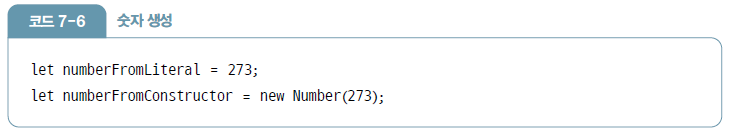 코드 7-6 숫자 생성
let numberFromLiteral = 273;
let numberFromConstructor = new Number(273);